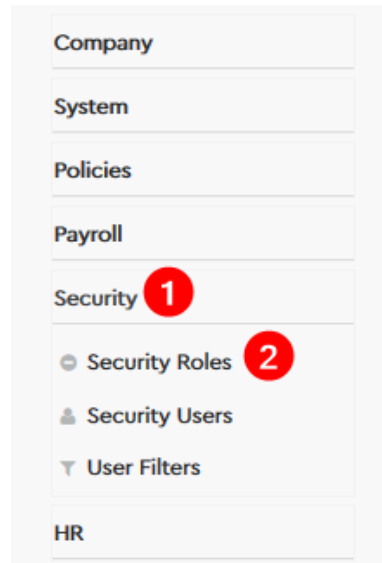 Company
System
Policies
Payroll
Security 1
Security Roles 2
Security Users
User Filters
HR